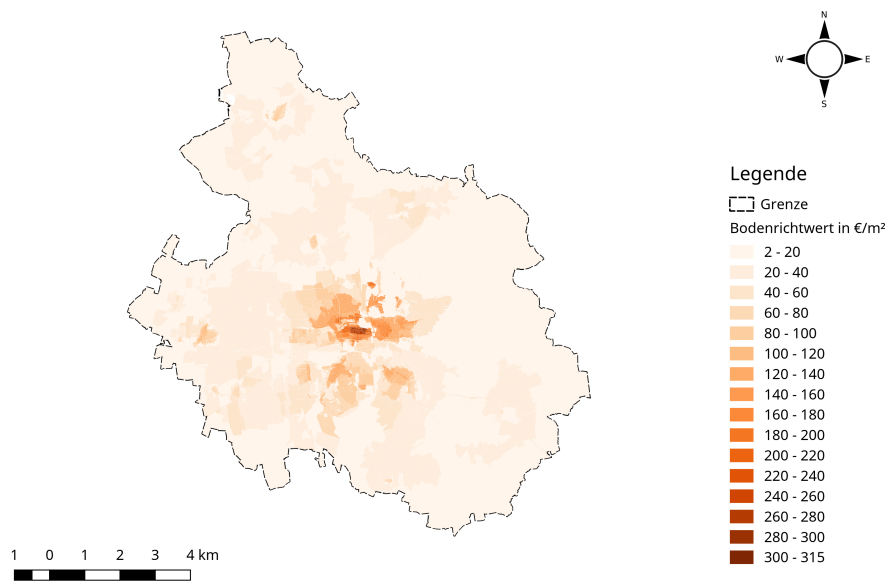 N
W E
S
Legende
Grenze
Bodenrichtwert in €/m²
2 - 20
20 - 40
40 - 60
60 - 80
80 - 100
100 - 120
120 - 140
140 - 160
160 - 180
180 - 200
200 - 220
220 - 240
240 - 260
260 - 280
280 - 300
300 - 315
1 0 1 2 3 4 km